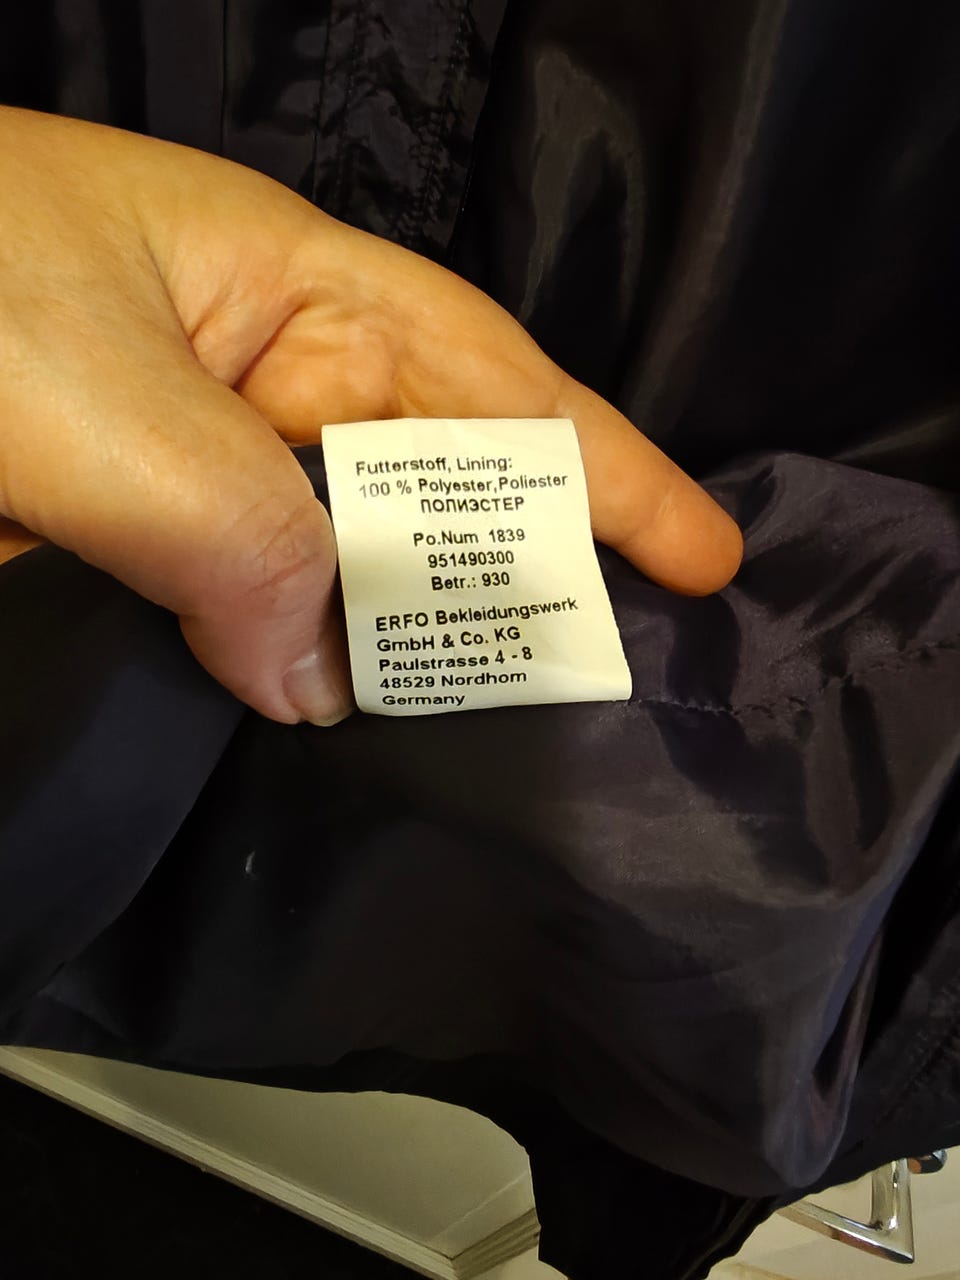 Futterstoff, Lining:
100 % Polyester,Poliester
ПОЛИЭСТЕР
Po.Num 1839
951490300
Betr.: 930
ERFO Bekleidungswerk
GmbH & Co. KG
Paulstrasse 4 - 8
48529 Nordhorn
Germany